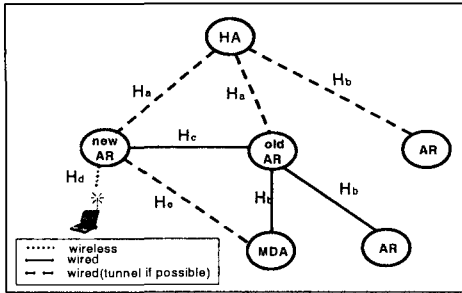 HA
Ha
Ha
Hb
new AR
Hc
old AR
AR
Hd
He
Hb
Hb
MDA
AR
wireless
wired
wired(tunnel if possible)